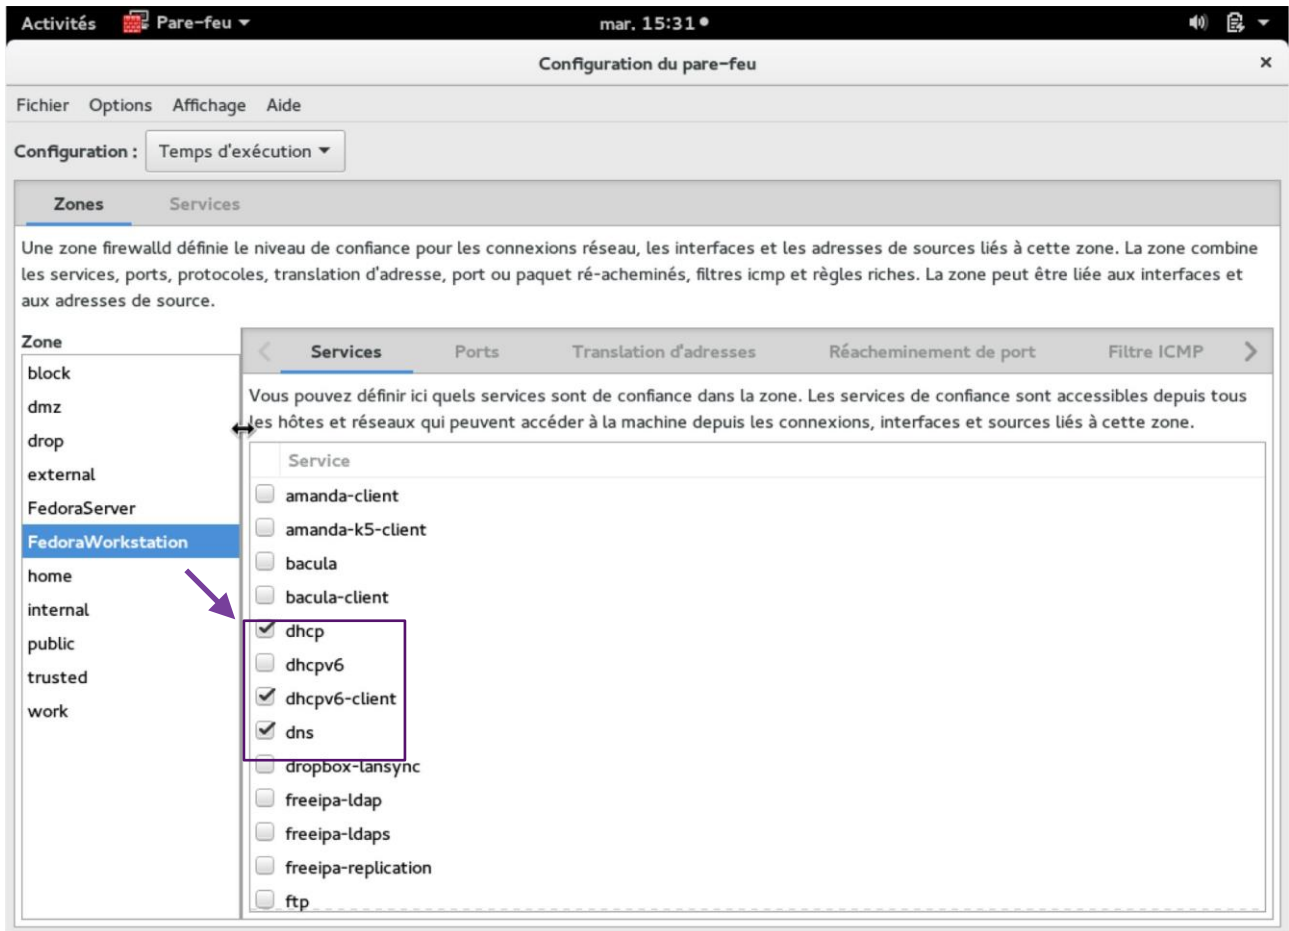 Activités Pare-feu mar. 15:31
Configuration du pare-feu
Fichier Options Affichage Aide
Configuration : Temps d'exécution
Zones Services
Une zone firewalld définie le niveau de confiance pour les connexions réseau, les interfaces et les adresses de sources liés à cette zone. La zone combine
les services, ports, protocoles, translation d'adresse, port ou paquet ré-acheminés, filtres icmp et règles riches. La zone peut être liée aux interfaces et
aux adresses de source.
Zone
block
dmz
drop
external
FedoraServer
FedoraWorkstation
home
internal
public
trusted
work
Services Ports Translation d'adresses Réacheminement de port Filtre ICMP
Vous pouvez définir ici quels services sont de confiance dans la zone. Les services de confiance sont accessibles depuis tous
les hôtes et réseaux qui peuvent accéder à la machine depuis les connexions, interfaces et sources liés à cette zone.
Service
amanda-client
amanda-k5-client
bacula
bacula-client
dhcp
dhcpv6
dhcpv6-client
dns
dropbox-lansync
freeipa-ldap
freeipa-ldaps
freeipa-replication
ftp